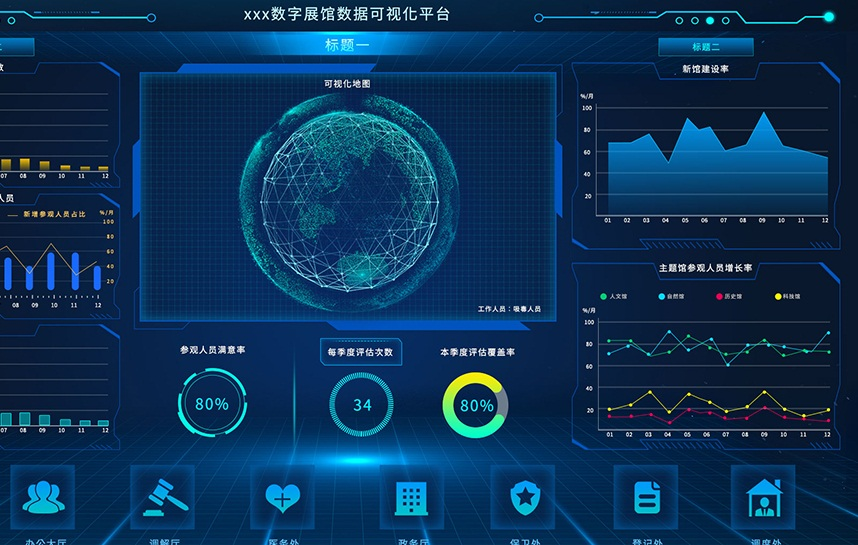 xxx数字展馆数据可视化平台
标题一
标题二
可视化地图
新馆建设率
%/月
100
80
60
40
20
01 02 03 04 05 06 07 08 09 10 11 12
07 08 09 10 11 12
人员
新增参观人员占比
%/月
100
80
60
40
20
08 09 10 11 12
工作人员：吸毒人员
主题馆参观人员增长率
人文馆 自然馆 历史馆 科技馆
%/月
100
80
60
40
20
01 02 03 04 05 06 07 08 09 10 11 12
参观人员满意率
80%
每季度评估次数
34
本季度评估覆盖率
80%
07 08 09 10 11 12
办公大厅
调解厅
医务处
政务厅
保卫处
登记处
调度处